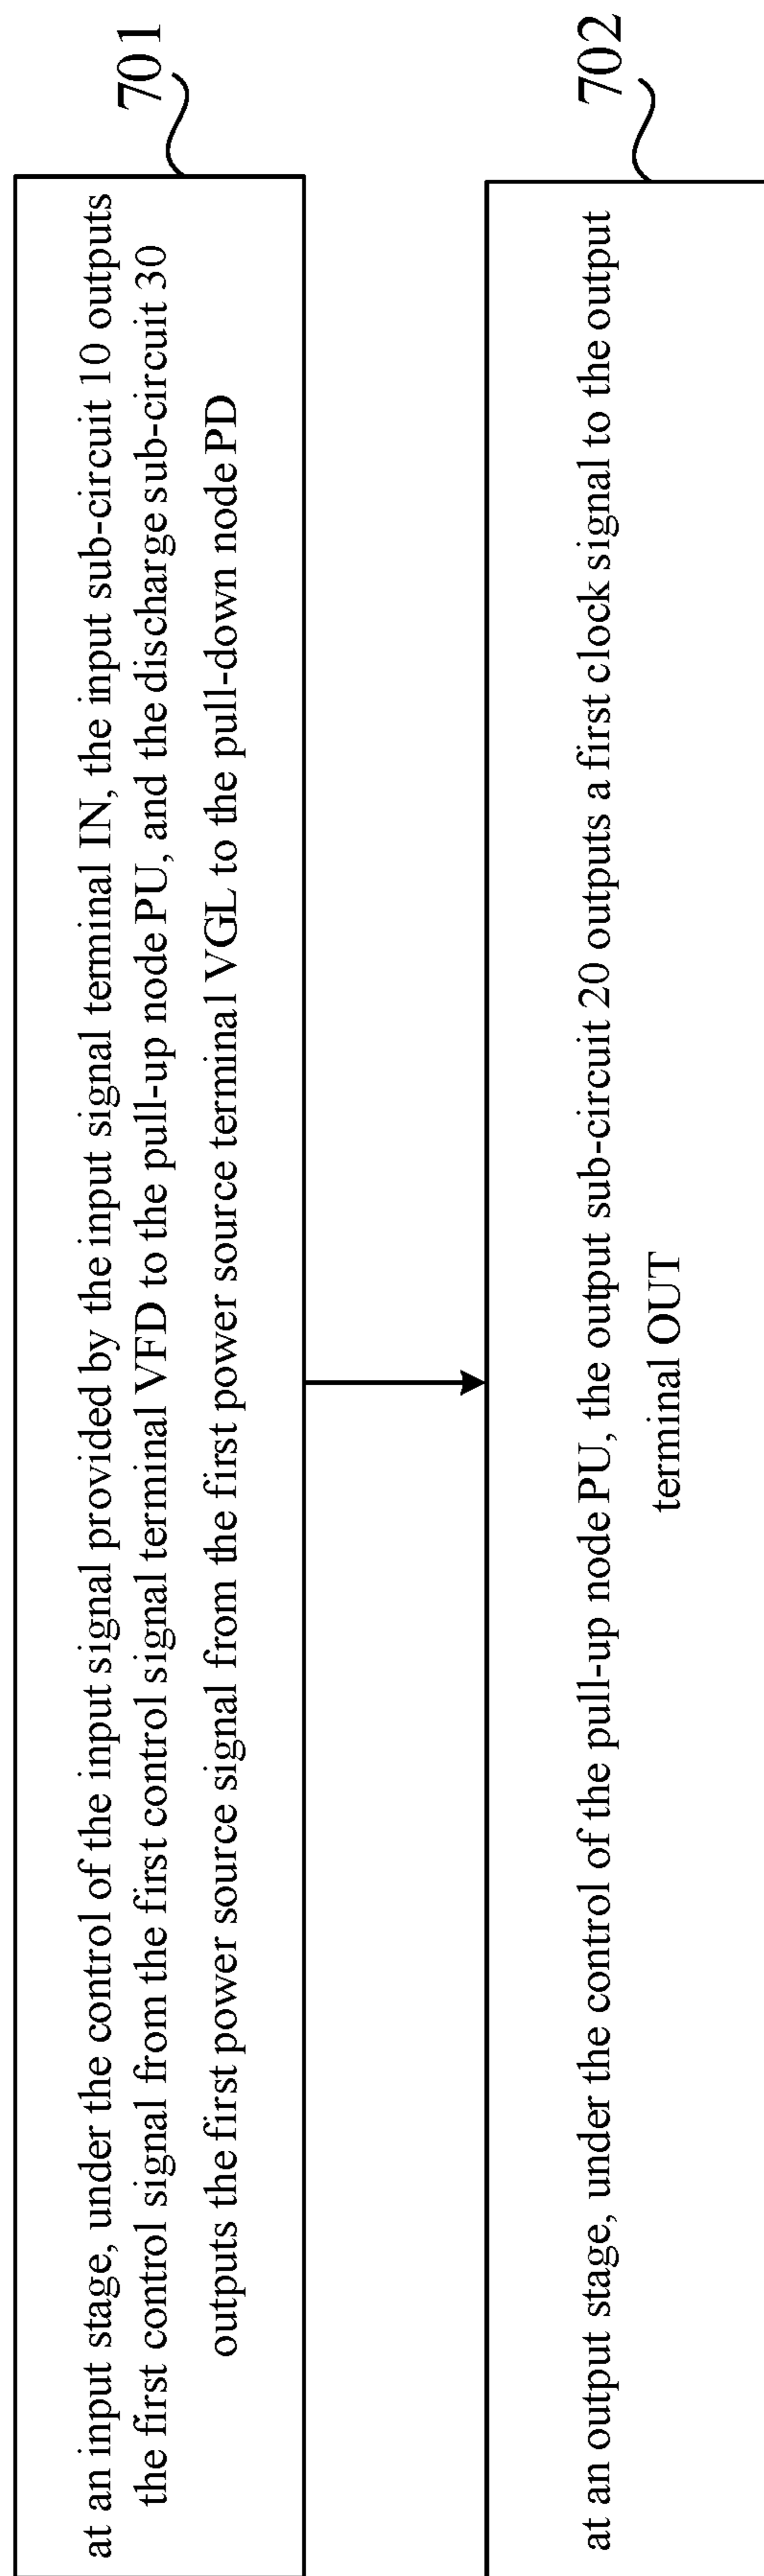 701
at an input stage, under the control of the input signal provided by the input signal terminal IN, the input sub-circuit 10 outputs
the first control signal from the first control signal terminal VFD to the pull-up node PU, and the discharge sub-circuit 30
outputs the first power source signal from the first power source terminal VGL to the pull-down node PD
702
at an output stage, under the control of the pull-up node PU, the output sub-circuit 20 outputs a first clock signal to the output
terminal OUT